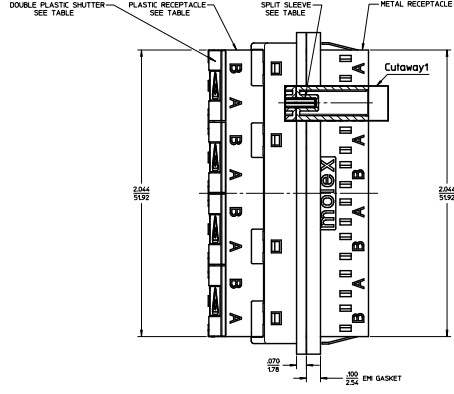 DOUBLE PLASTIC SHUTTER
SEE TABLE
PLASTIC RECEPTACLE
SEE TABLE
SPLIT SLEEVE
SEE TABLE
METAL RECEPTACLE
Cutaway1
B
A
B
A
B
A
B
A
A
B
A
B
A
B
molex
2.044
51.92
2.044
51.92
.070
1.78
.100
2.54
EMI GASKET